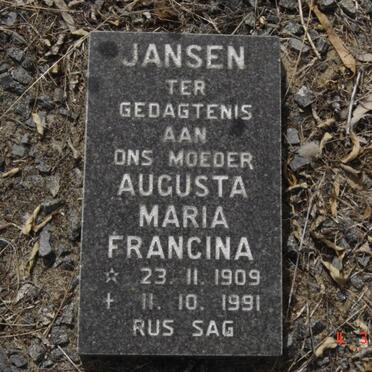 JANSEN
TER
GEDAGTENIS
AAN
ONS MOEDER
AUGUSTA
MARIA
FRANCINA
☆ 23. 11. 1909
✝ 11. 10. 1991
RUS SAG